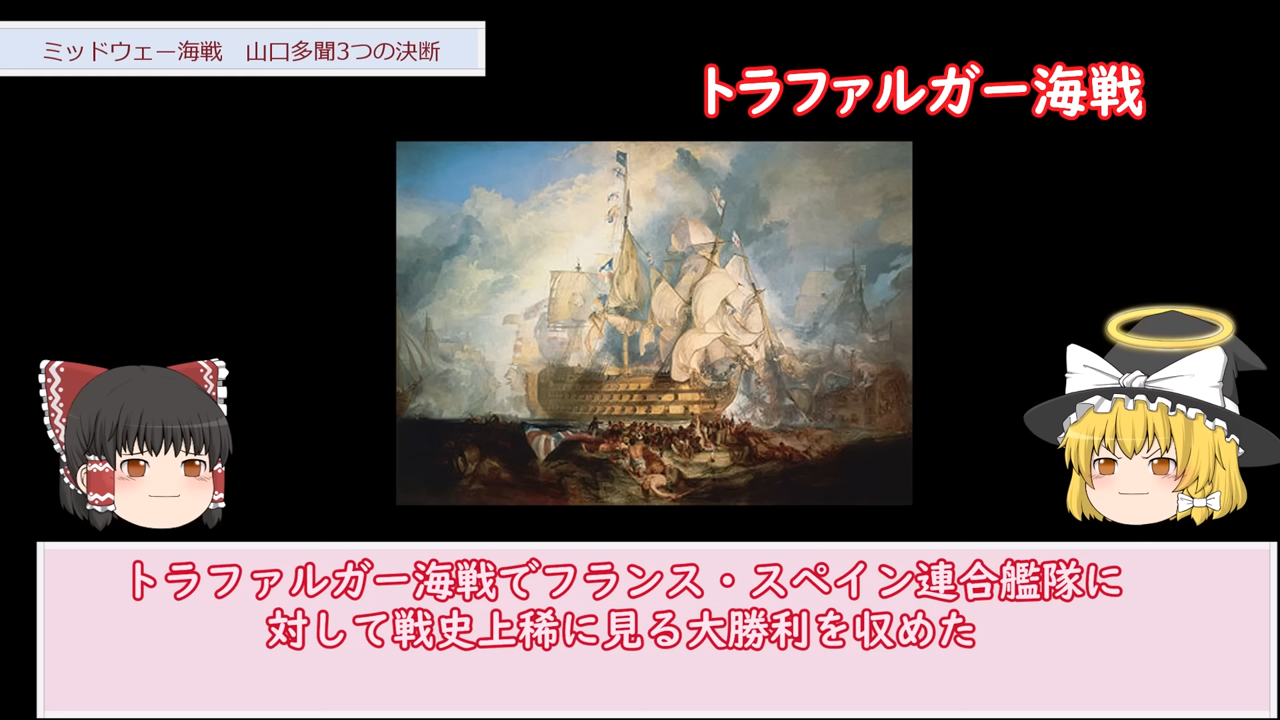 ミッドウェー海戦　山口多聞3つの決断
トラファルガー海戦
トラファルガー海戦でフランス・スペイン連合艦隊に
対して戦史上稀に見る大勝利を収めた